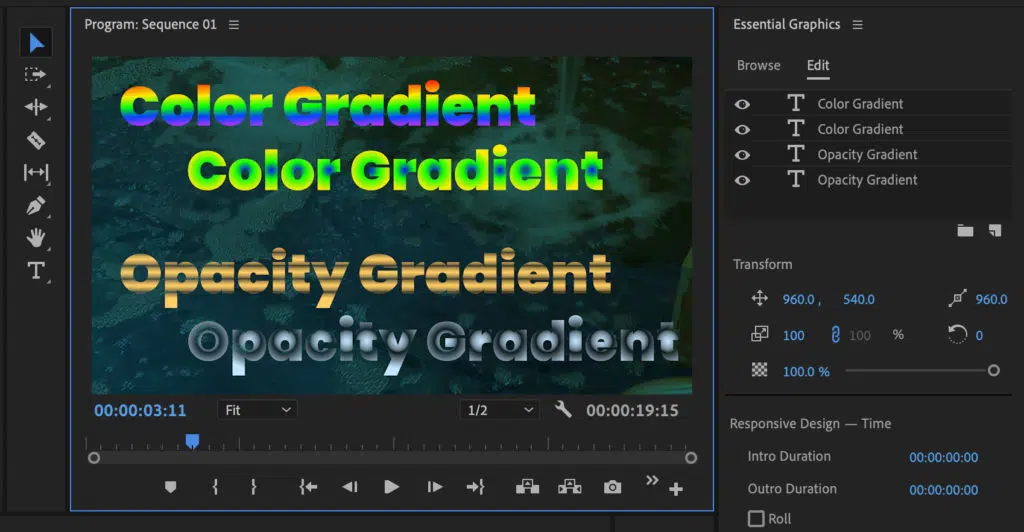 Program: Sequence 01
Color Gradient
Color Gradient
Opacity Gradient
Opacity Gradient
00:00:03:11
Fit
1/2
00:00:19:15
Essential Graphics
Browse Edit
Color Gradient
Color Gradient
Opacity Gradient
Opacity Gradient
Transform
960.0 , 540.0 960.0
100 100 % 0
100.0 %
Responsive Design — Time
Intro Duration 00:00:00:00
Outro Duration 00:00:00:00
Roll